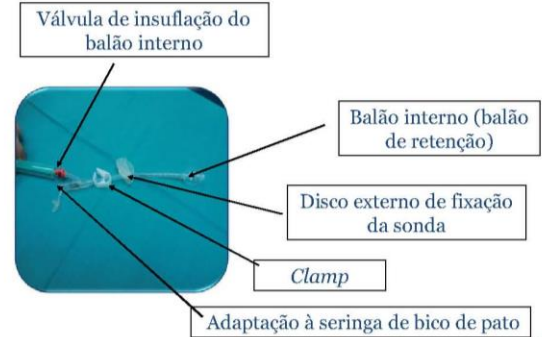 Válvula de insuflação do
balão interno
Balão interno (balão
de retenção)
Disco externo de fixação
da sonda
Clamp
Adaptação à seringa de bico de pato